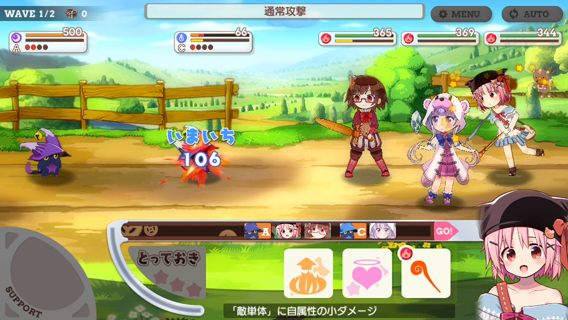 WAVE 1/2 0
通常攻撃
MENU
AUTO
500
A
66
C
365
369
344
いまいち
106
A
C
GO!
とっておき
SUPPORT
「敵単体」に自属性の小ダメージ